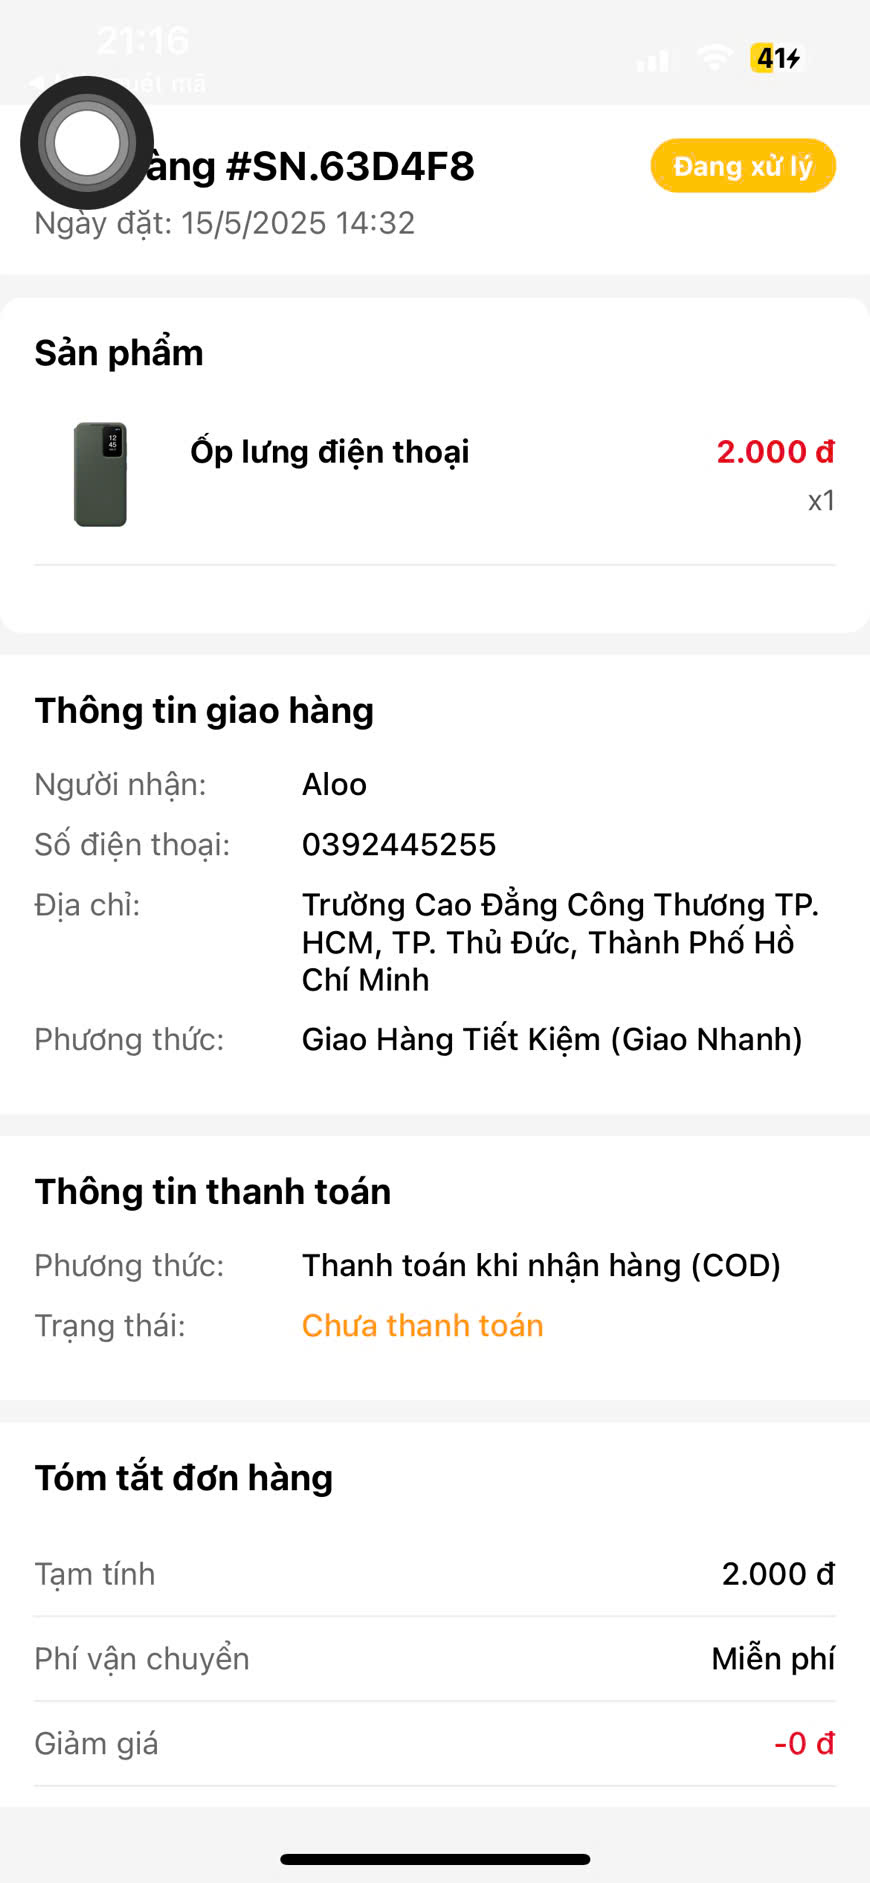 21:16
41
àng #SN.63D4F8
Đang xử lý
Ngày đặt: 15/5/2025 14:32
Sản phẩm
12
45
Ốp lưng điện thoại
2.000 đ
x1
Thông tin giao hàng
Người nhận:
Aloo
Số điện thoại:
0392445255
Địa chỉ:
Trường Cao Đẳng Công Thương TP.
HCM, TP. Thủ Đức, Thành Phố Hồ
Chí Minh
Phương thức:
Giao Hàng Tiết Kiệm (Giao Nhanh)
Thông tin thanh toán
Phương thức:
Thanh toán khi nhận hàng (COD)
Trạng thái:
Chưa thanh toán
Tóm tắt đơn hàng
Tạm tính
2.000 đ
Phí vận chuyển
Miễn phí
Giảm giá
-0 đ